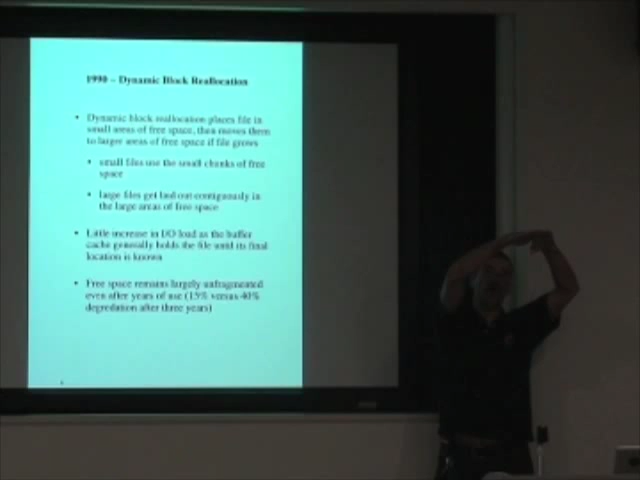 1990 – Dynamic Block Reallocation
• Dynamic block reallocation places file in
small areas of free space, then moves them
to larger areas of free space if file grows
• small files use the small chunks of free
space
• large files get laid out contiguously in
the large areas of free space
• Little increase in I/O load as the buffer
cache generally holds the file until its final
location is known
• Free space remains largely unfragmented
even after years of use (15% versus 40%
degredation after three years)